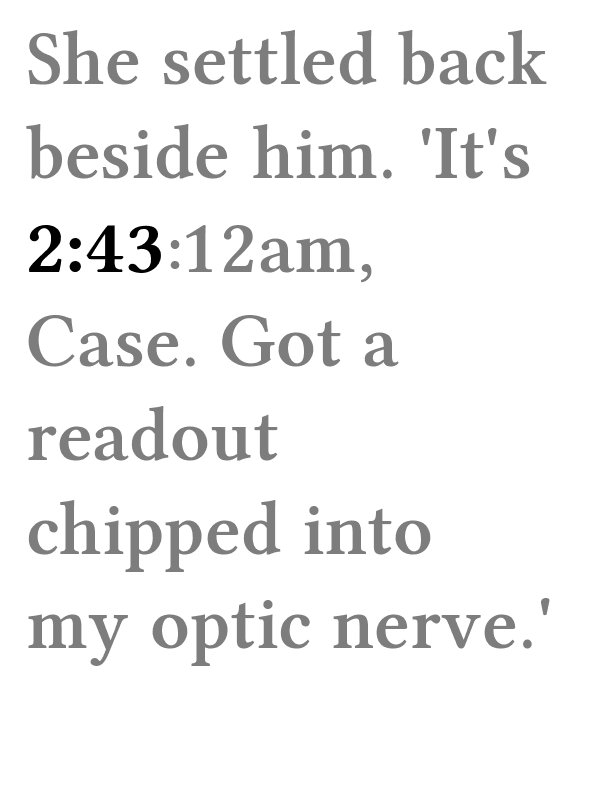 She settled back
beside him. 'It's
2:43:12am,
Case. Got a
readout
chipped into
my optic nerve.'